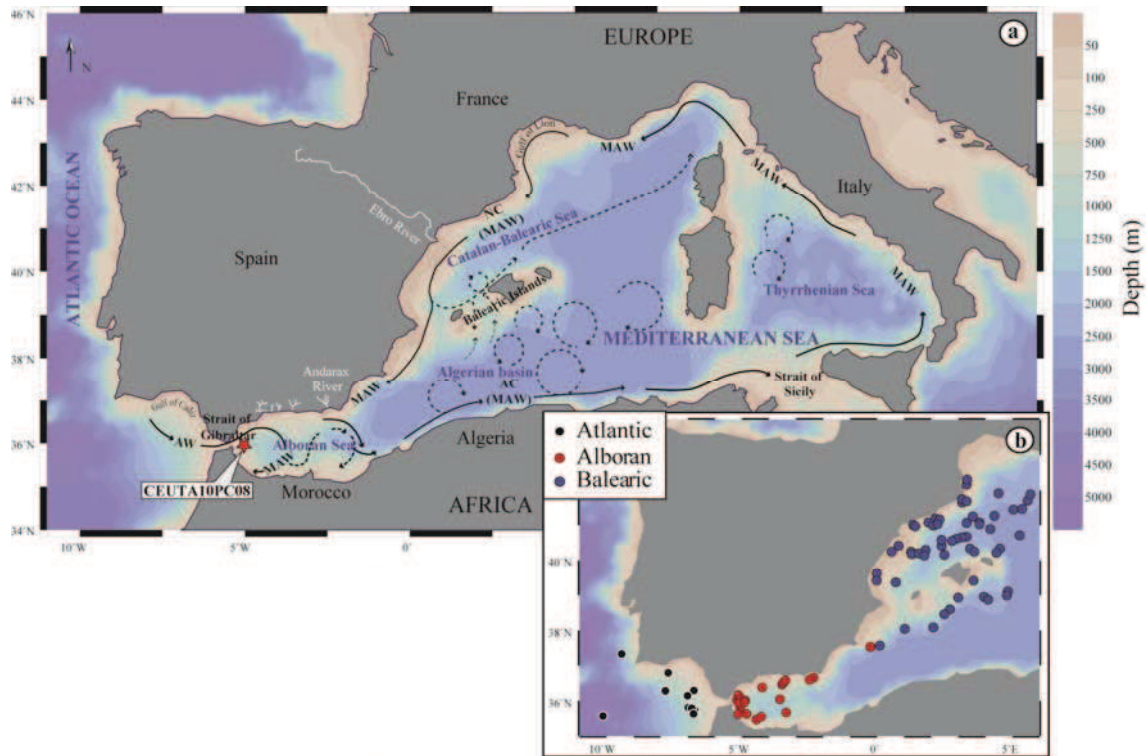 46°N
44°N
42°N
40°N
38°N
36°N
34°N
10°W
5°W
0°
N
a
EUROPE
France
Gulf of Lion
MAW
MAW
Italy
MAW
ATLANTIC OCEAN
Ebro River
NC
(MAW)
Catalan-Balearic Sea
Spain
Balearic Islands
Thyrrhenian Sea
MEDITERRANEAN SEA
Andarax
River
MAW
Algerian basin
AC
(MAW)
Strait of
Sicily
Gulf of Cadiz
Strait of
Gibraltar
AW
Alboran Sea
MAW
Algeria
CEUTA10PC08
Morocco
AFRICA
50
100
250
500
750
1000
1250
1500
2000
2500
3000
3500
4500
5000
Depth (m)
b
Atlantic
Alboran
Balearic
40°N
38°N
36°N
10°W
5°W
0°
5°E